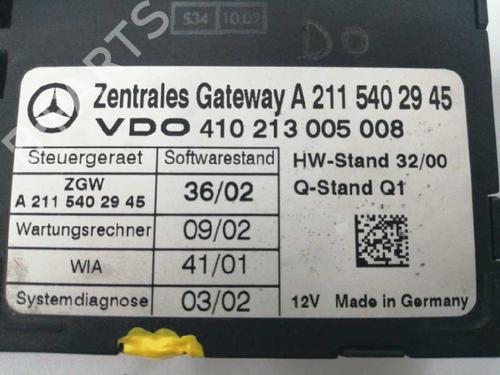 534 10.02
Zentrales Gateway A 211 540 29 45
VDO 410 213 005 008
Steuergeraet Softwarestand
HW-Stand 32/00
ZGW
A 211 540 29 45 36/02
Q-Stand Q1
Wartungsrechner 09/02
WIA 41/01
Systemdiagnose 03/02
12V Made in Germany